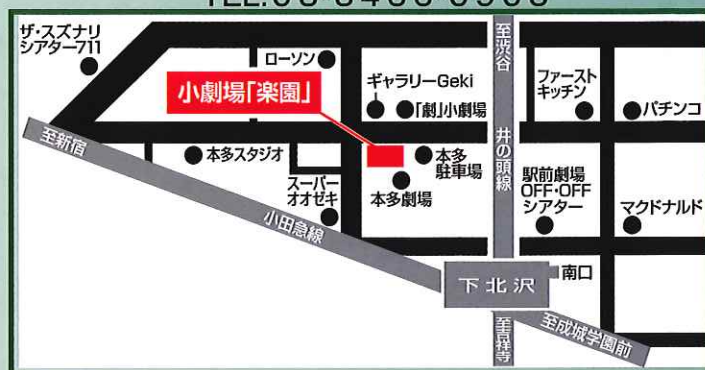 ザ・スズナリ
シアター711
ローソン
小劇場「楽園」
ギャラリーGeki
「劇」小劇場
至渋谷
井の頭線
ファースト
キッチン
パチンコ
至新宿
本多スタジオ
スーパー
オオゼキ
小田急線
本多劇場
本多
駐車場
駅前劇場
OFF・OFF
シアター
マクドナルド
下北沢
南口
至吉祥寺
至成城学園前